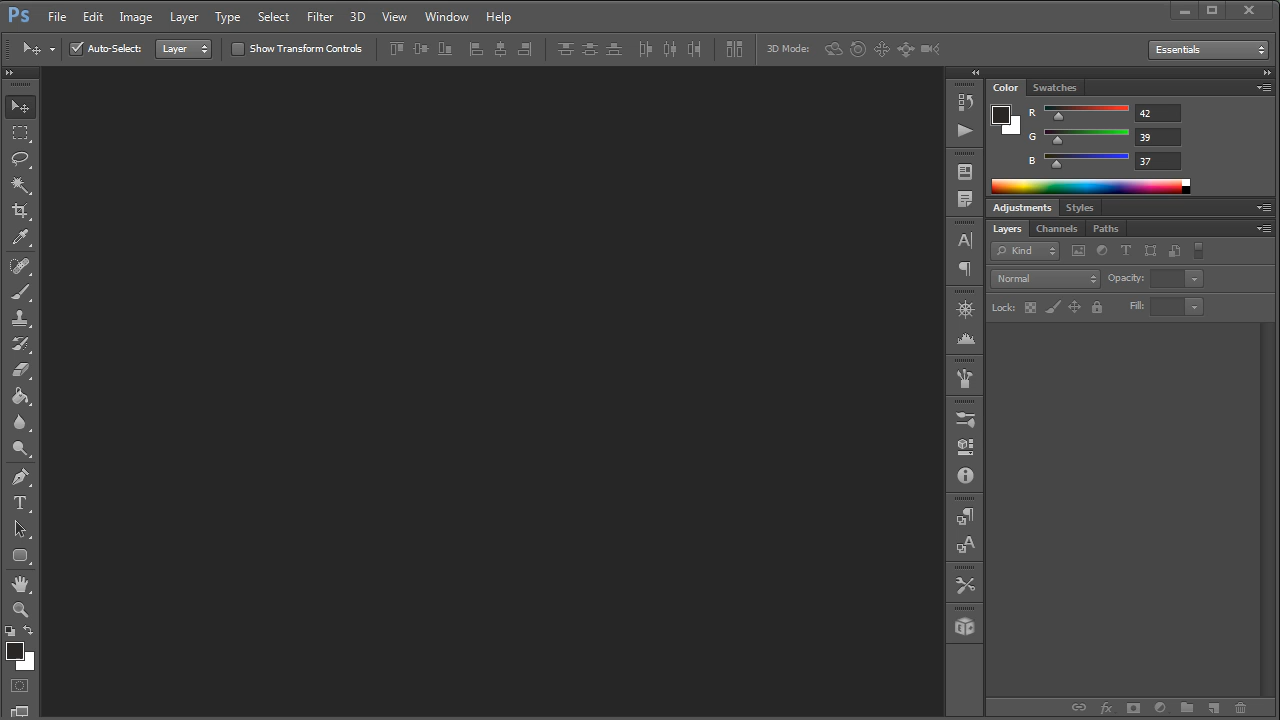 Ps File Edit Image Layer Type Select Filter 3D View Window Help
Auto-Select: Layer Show Transform Controls 3D Mode: Essentials
Color Swatches
R 42
G 39
B 37
Adjustments Styles
Layers Channels Paths
Kind
Normal Opacity:
Lock: Fill: